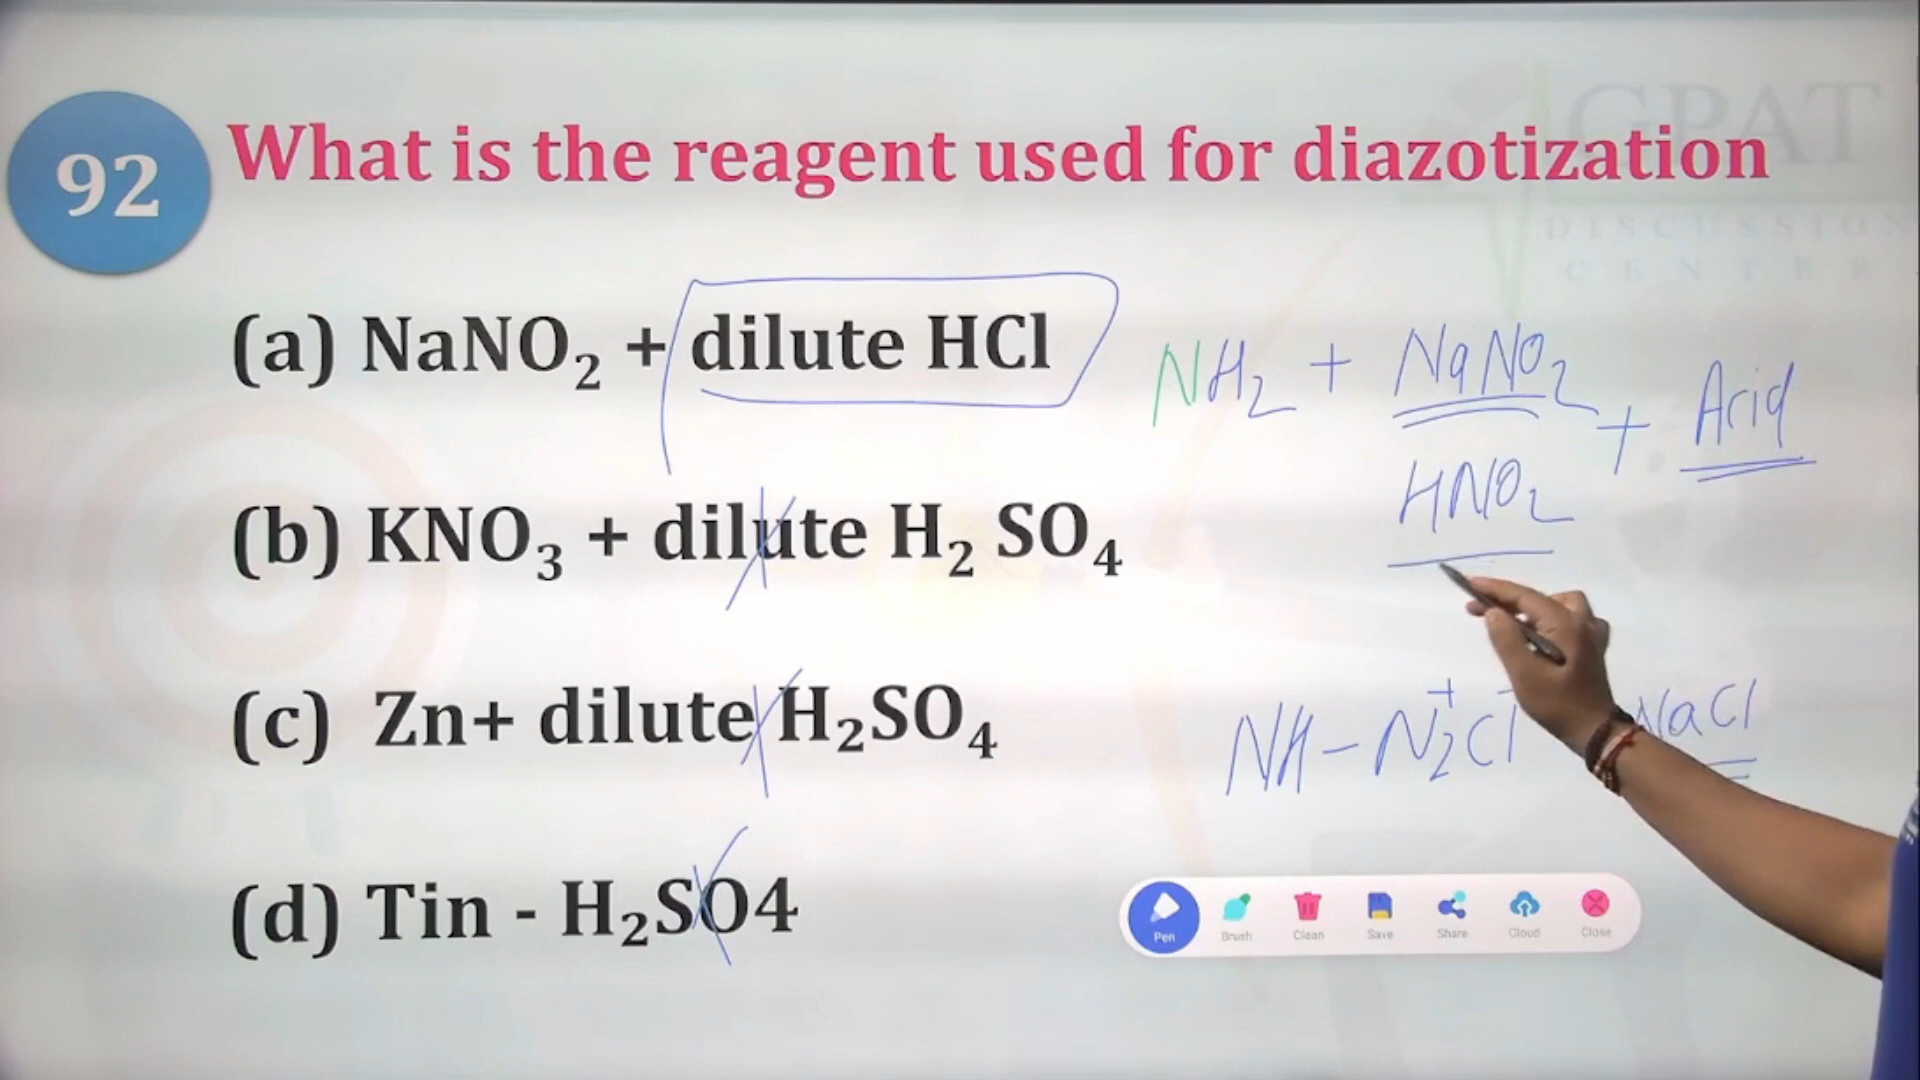 GPAT
DISCUSSION
CENTER
92
What is the reagent used for diazotization
(a) NaNO₂ + dilute HCl
(b) KNO₃ + dilute H₂ SO₄
(c) Zn+ dilute H₂SO₄
(d) Tin - H₂SO4
NH₂ + NaNO₂ + Acid
HNO₂
NH - N₂⁺Cl⁻ NaCl
Pen Brush Clean Save Share Cloud Close